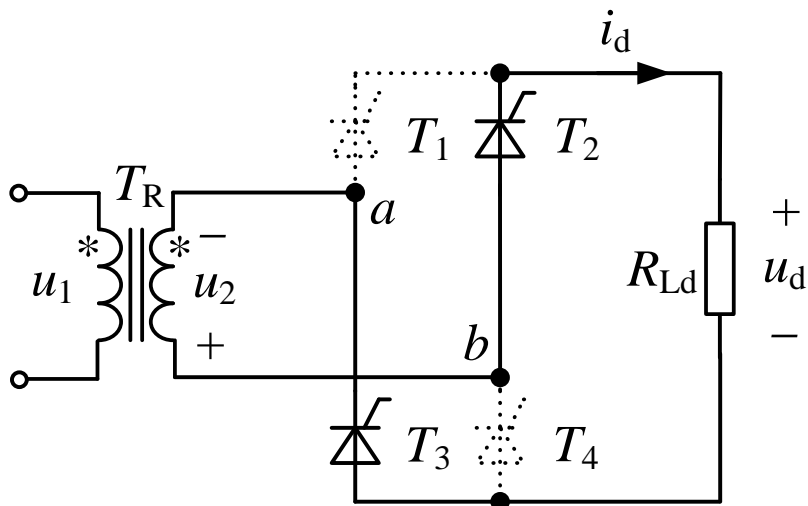 i_d
T_1 T_2
T_R
a
* * − +
u_1 u_2 R_Ld u_d
+ −
b
T_3 T_4